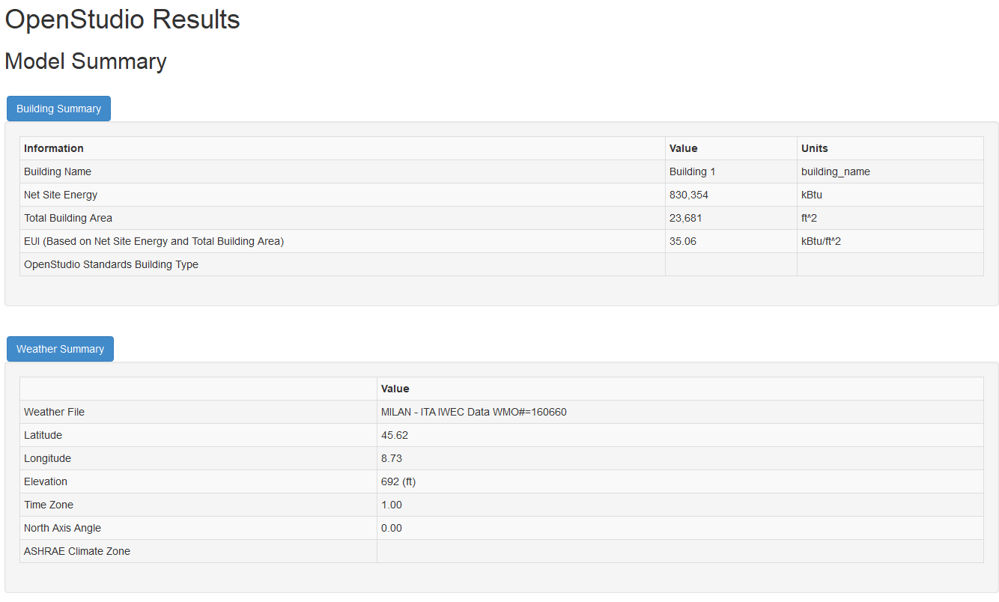 OpenStudio Results
Model Summary
Building Summary
Information Value Units
Building Name Building 1 building_name
Net Site Energy 830,354 kBtu
Total Building Area 23,681 ft^2
EUI (Based on Net Site Energy and Total Building Area) 35.06 kBtu/ft^2
OpenStudio Standards Building Type
Weather Summary
Value
Weather File MILAN - ITA IWEC Data WMO#=160660
Latitude 45.62
Longitude 8.73
Elevation 692 (ft)
Time Zone 1.00
North Axis Angle 0.00
ASHRAE Climate Zone